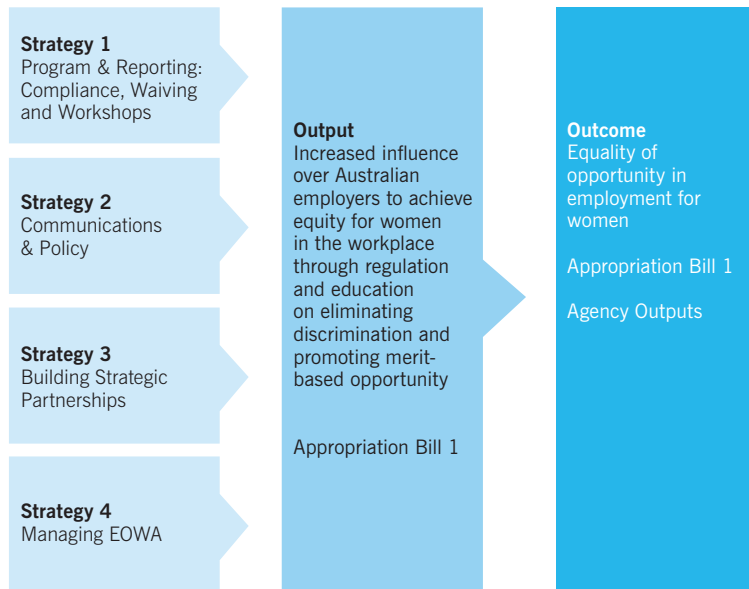 Strategy 1
Program & Reporting:
Compliance, Waiving
and Workshops
Strategy 2
Communications
& Policy
Strategy 3
Building Strategic
Partnerships
Strategy 4
Managing EOWA
Output
Increased influence
over Australian
employers to achieve
equity for women
in the workplace
through regulation
and education
on eliminating
discrimination and
promoting merit-
based opportunity
Appropriation Bill 1
Outcome
Equality of
opportunity in
employment for
women
Appropriation Bill 1
Agency Outputs